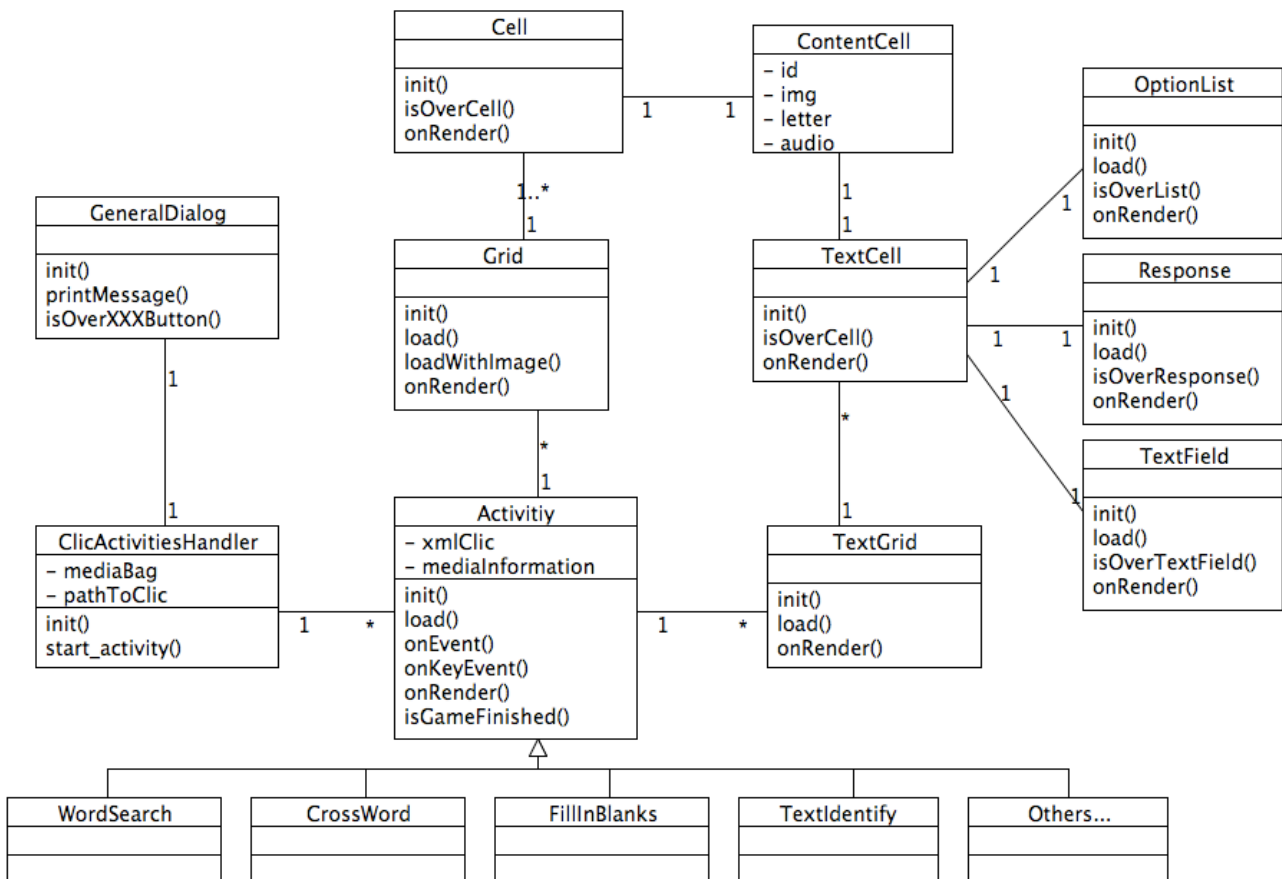 Cell
init()
isOverCell()
onRender()
1
1
ContentCell
- id
- img
- letter
- audio
OptionList
init()
load()
isOverList()
onRender()
1
1
1..*
1
1
1
GeneralDialog
init()
printMessage()
isOverXXXButton()
Grid
init()
load()
loadWithImage()
onRender()
TextCell
init()
isOverCell()
onRender()
Response
init()
load()
isOverResponse()
onRender()
1
1
1
1
TextField
init()
load()
isOverTextField()
onRender()
1
1
*
1
*
1
ClicActivitiesHandler
- mediaBag
- pathToClic
init()
start_activity()
1
*
Activitiy
- xmlClic
- mediaInformation
init()
load()
onEvent()
onKeyEvent()
onRender()
isGameFinished()
1
*
TextGrid
init()
load()
onRender()
WordSearch
CrossWord
FillInBlanks
TextIdentify
Others...